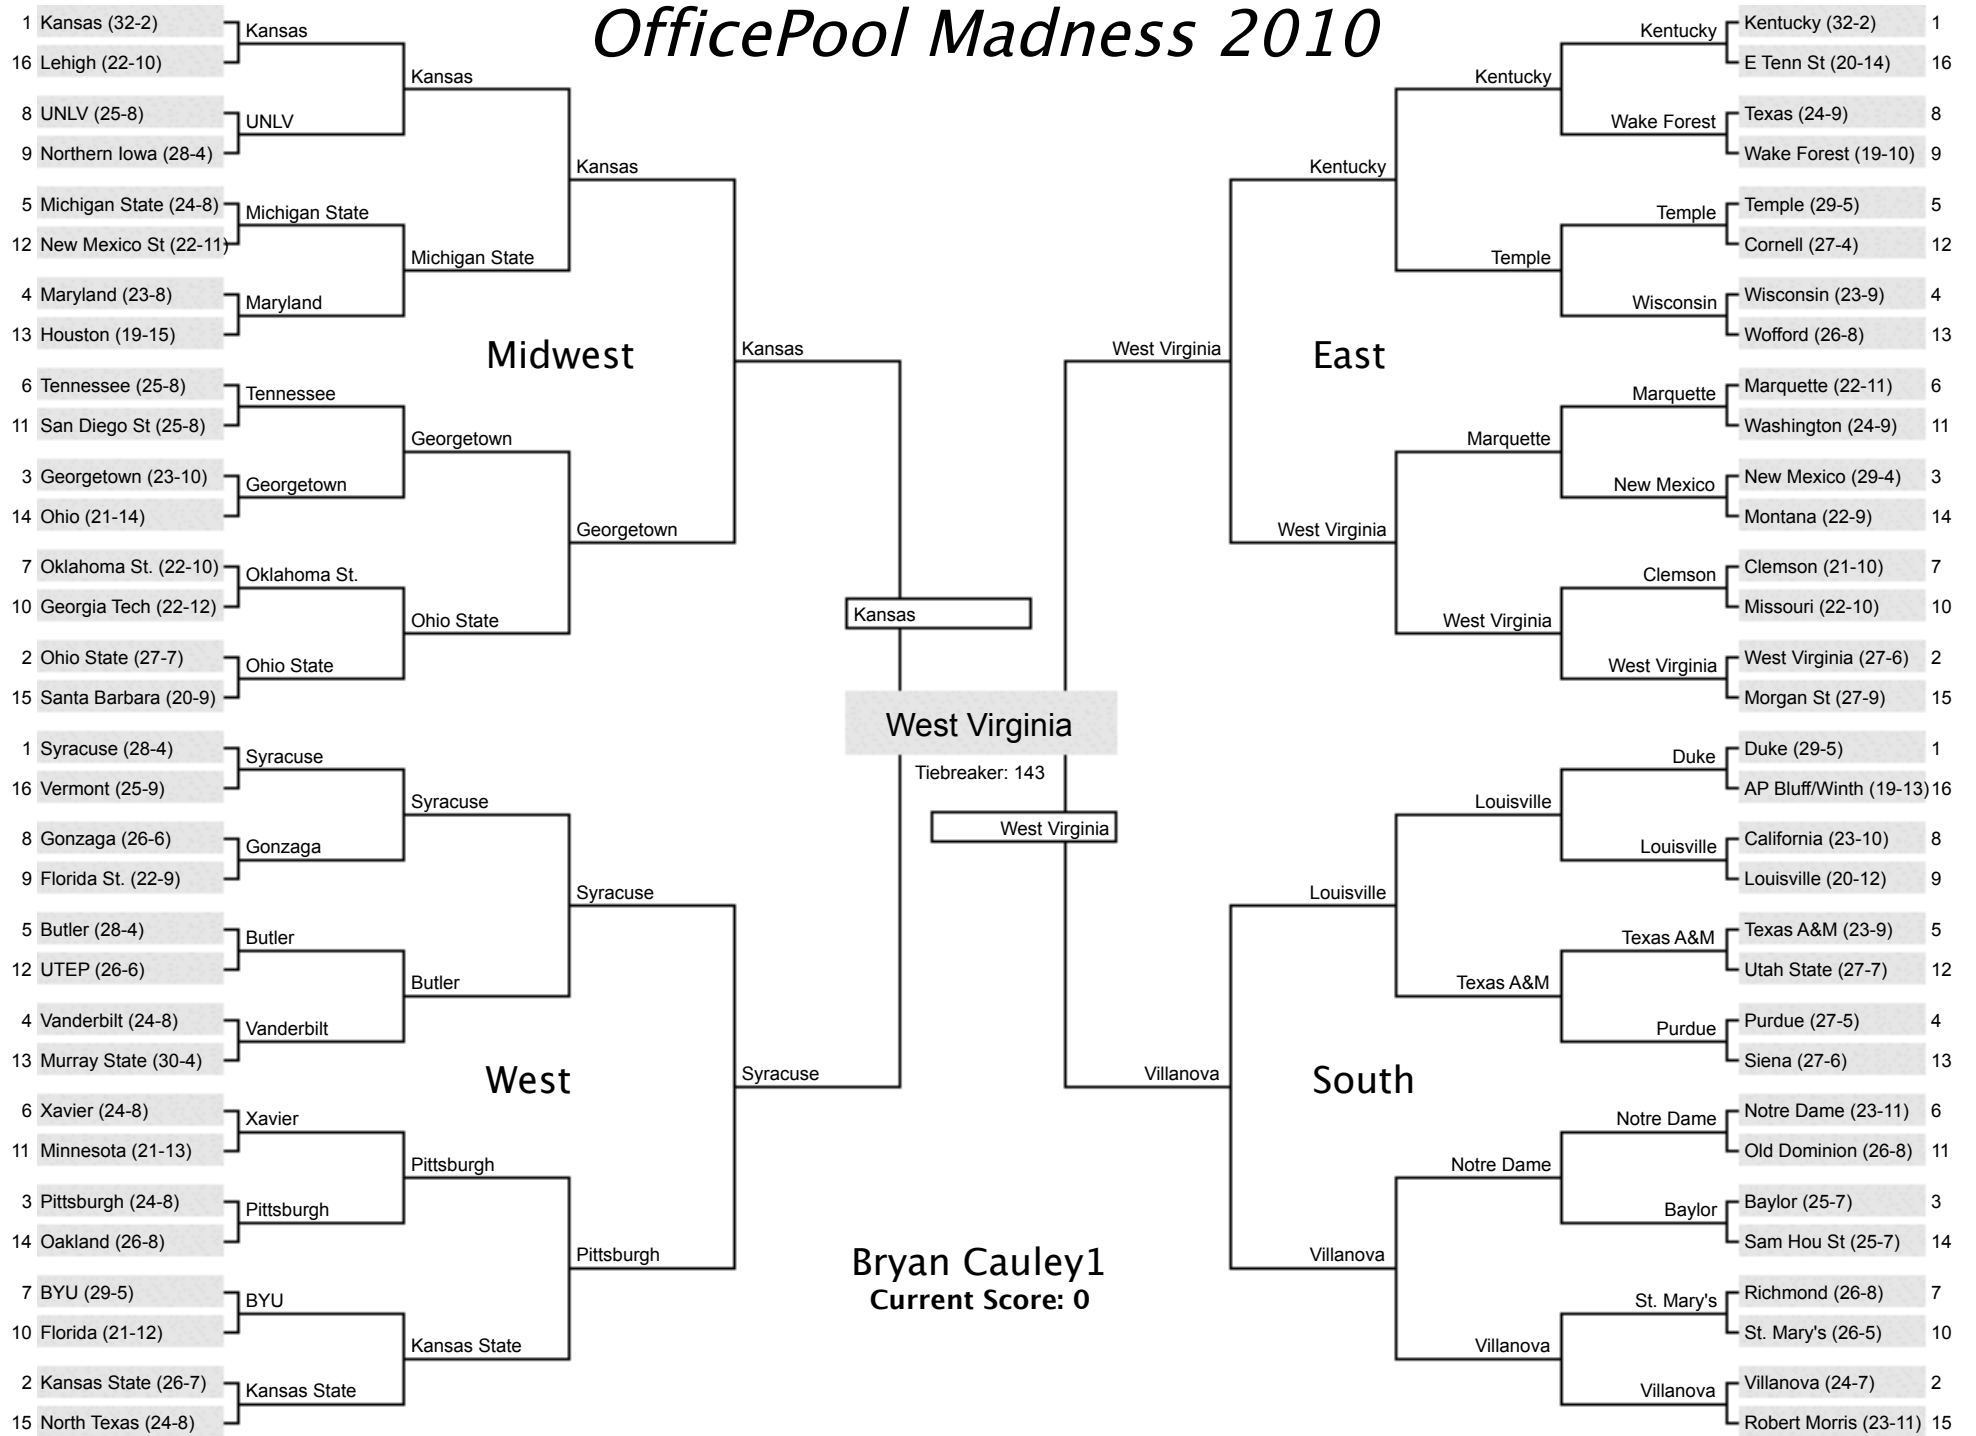 OfficePool Madness 2010
1 Kansas (32-2)
16 Lehigh (22-10)
8 UNLV (25-8)
9 Northern Iowa (28-4)
5 Michigan State (24-8)
12 New Mexico St (22-11)
4 Maryland (23-8)
13 Houston (19-15)
6 Tennessee (25-8)
11 San Diego St (25-8)
3 Georgetown (23-10)
14 Ohio (21-14)
7 Oklahoma St. (22-10)
10 Georgia Tech (22-12)
2 Ohio State (27-7)
15 Santa Barbara (20-9)
Kansas
UNLV
Michigan State
Maryland
Tennessee
Georgetown
Oklahoma St.
Ohio State
Kansas
Michigan State
Georgetown
Ohio State
Kansas
Georgetown
Kansas
Midwest
1 Syracuse (28-4)
16 Vermont (25-9)
8 Gonzaga (26-6)
9 Florida St. (22-9)
5 Butler (28-4)
12 UTEP (26-6)
4 Vanderbilt (24-8)
13 Murray State (30-4)
6 Xavier (24-8)
11 Minnesota (21-13)
3 Pittsburgh (24-8)
14 Oakland (26-8)
7 BYU (29-5)
10 Florida (21-12)
2 Kansas State (26-7)
15 North Texas (24-8)
Syracuse
Gonzaga
Butler
Vanderbilt
Xavier
Pittsburgh
BYU
Kansas State
Syracuse
Butler
Pittsburgh
Kansas State
Syracuse
Pittsburgh
Syracuse
West
Kansas
West Virginia
Tiebreaker: 143
West Virginia
Bryan Cauley1
Current Score: 0
Kentucky (32-2) 1
E Tenn St (20-14) 16
Texas (24-9) 8
Wake Forest (19-10) 9
Temple (29-5) 5
Cornell (27-4) 12
Wisconsin (23-9) 4
Wofford (26-8) 13
Marquette (22-11) 6
Washington (24-9) 11
New Mexico (29-4) 3
Montana (22-9) 14
Clemson (21-10) 7
Missouri (22-10) 10
West Virginia (27-6) 2
Morgan St (27-9) 15
Kentucky
Wake Forest
Temple
Wisconsin
Marquette
New Mexico
Clemson
West Virginia
Kentucky
Temple
Marquette
West Virginia
Kentucky
West Virginia
West Virginia
East
Duke (29-5) 1
AP Bluff/Winth (19-13) 16
California (23-10) 8
Louisville (20-12) 9
Texas A&M (23-9) 5
Utah State (27-7) 12
Purdue (27-5) 4
Siena (27-6) 13
Notre Dame (23-11) 6
Old Dominion (26-8) 11
Baylor (25-7) 3
Sam Hou St (25-7) 14
Richmond (26-8) 7
St. Mary's (26-5) 10
Villanova (24-7) 2
Robert Morris (23-11) 15
Duke
Louisville
Texas A&M
Purdue
Notre Dame
Baylor
St. Mary's
Villanova
Louisville
Texas A&M
Notre Dame
Villanova
Louisville
Villanova
Villanova
South